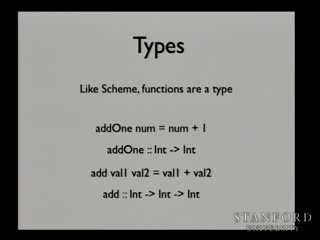 Types
Like Scheme, functions are a type
addOne num = num + 1
addOne :: Int -> Int
add val1 val2 = val1 + val2
add :: Int -> Int -> Int
STANFORD
UNIVERSITY